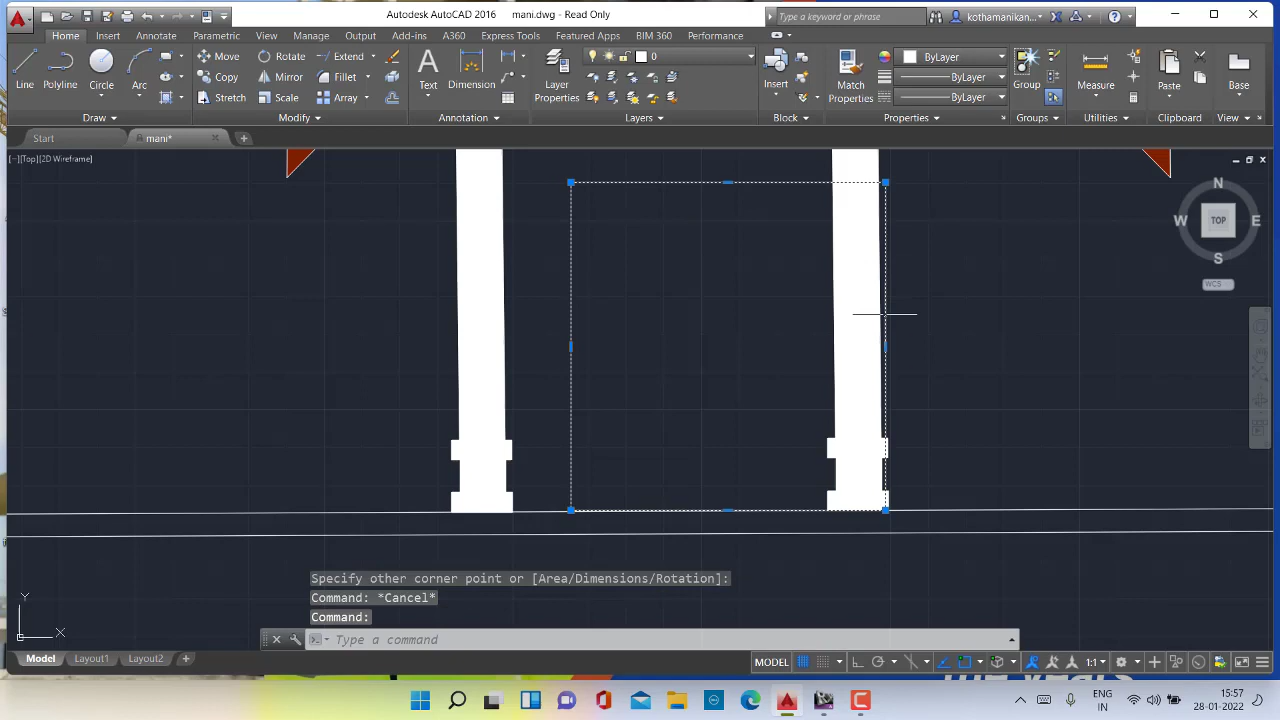 Autodesk AutoCAD 2016 mani.dwg - Read Only
Type a keyword or phrase
kothamanikan...
Home Insert Annotate Parametric View Manage Output Add-ins A360 Express Tools Featured Apps BIM 360 Performance
Line Polyline Circle Arc
Move Rotate
Copy Mirror Fillet
Stretch Scale Array
Text Dimension
Layer Properties
0
Insert
Match Properties
ByLayer
ByLayer
ByLayer
Group
Measure
Paste
Base
Draw Modify Annotation Layers Block Properties Groups Utilities Clipboard View
Start mani*
[−][Top][2D Wireframe]
N
W TOP E
S
WCS
Specify other corner point or [Area/Dimensions/Rotation]:
Command: *Cancel*
Command:
Type a command
Y
X
Model Layout1 Layout2
MODEL 1:1
the years
ENG
IN
15:57
28-01-2022